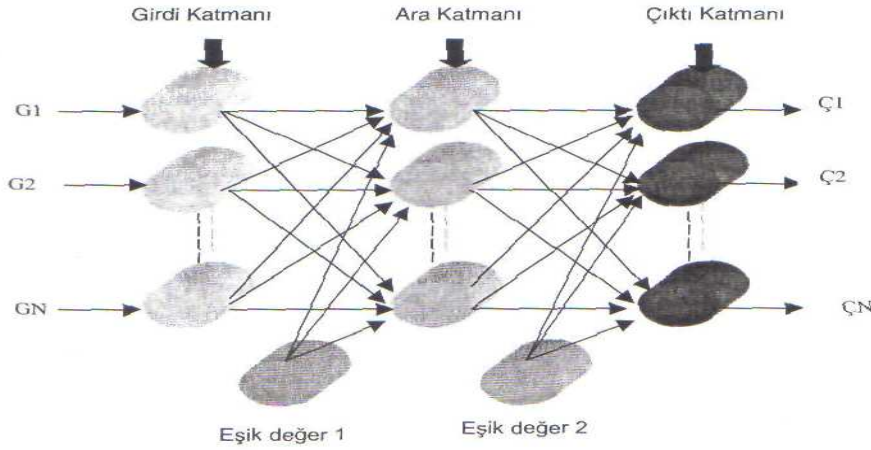 Girdi Katmanı Ara Katmanı Çıktı Katmanı
G1 Ç1
G2 Ç2
GN ÇN
Eşik değer 1 Eşik değer 2